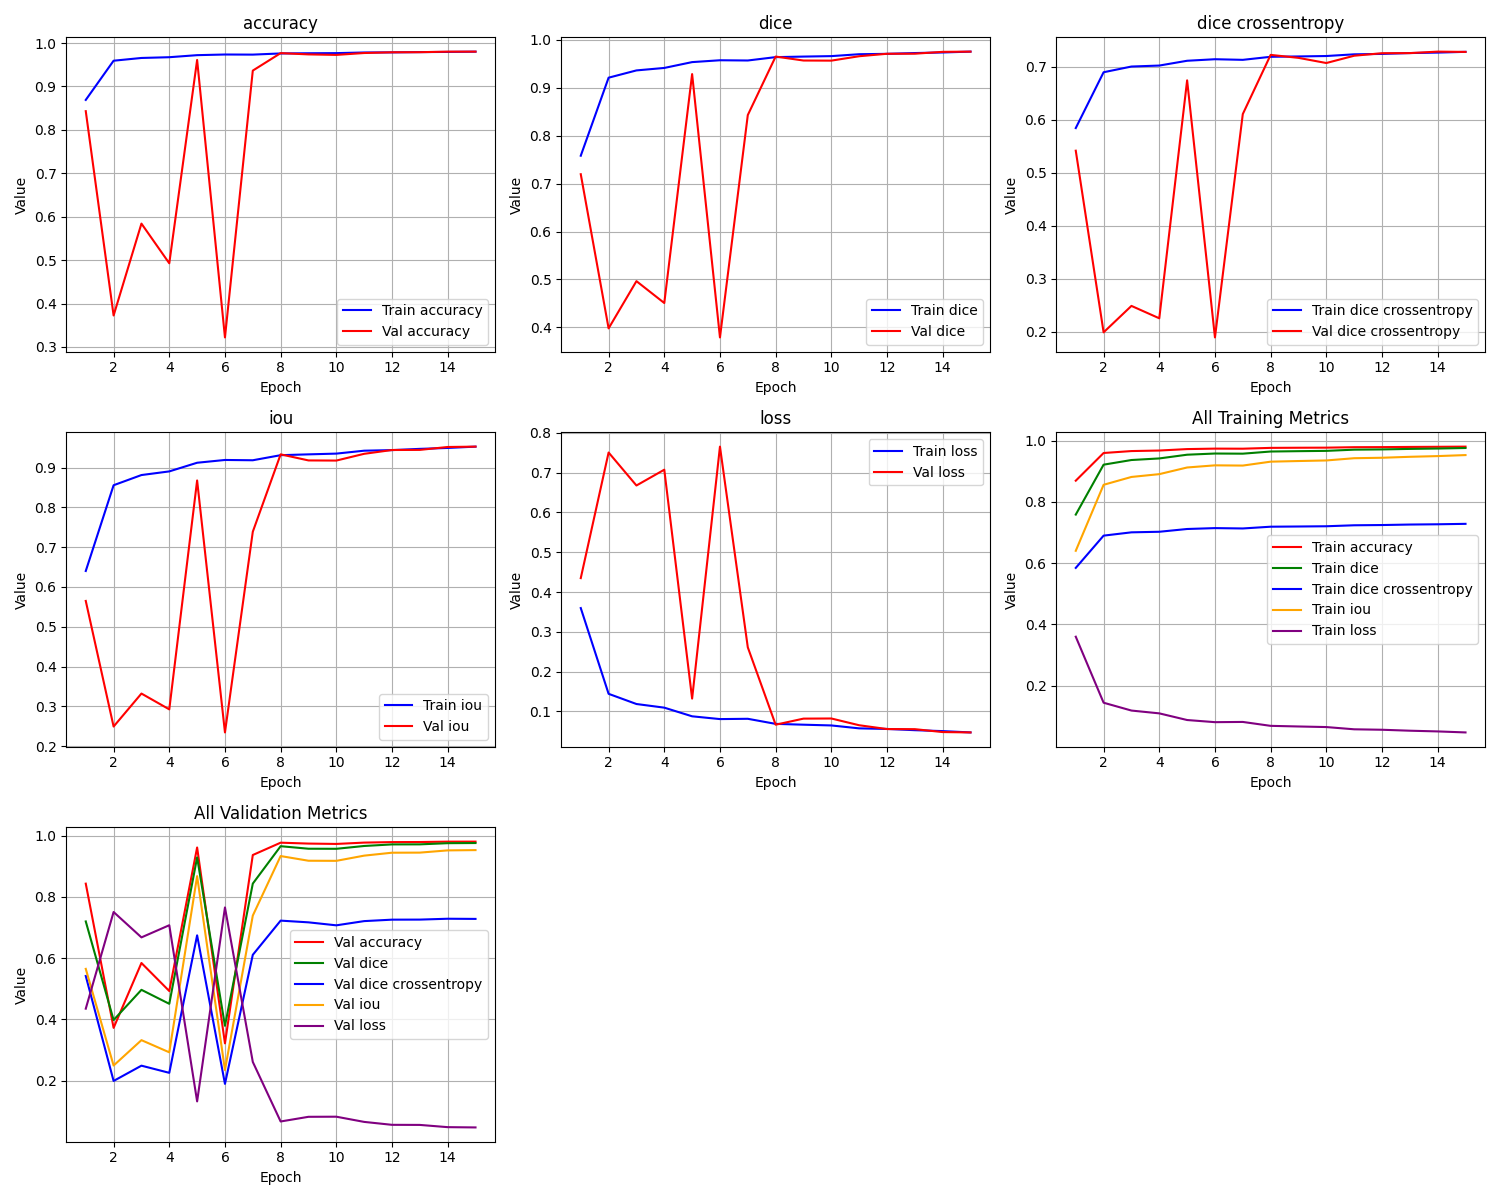 accuracy
1.0
0.9
0.8
0.7
0.6
0.5
0.4
0.3
Value
2 4 6 8 10 12 14
Epoch
Train accuracy
Val accuracy
dice
1.0
0.9
0.8
0.7
0.6
0.5
0.4
Value
2 4 6 8 10 12 14
Epoch
Train dice
Val dice
dice crossentropy
0.7
0.6
0.5
0.4
0.3
0.2
Value
2 4 6 8 10 12 14
Epoch
Train dice crossentropy
Val dice crossentropy
iou
0.9
0.8
0.7
0.6
0.5
0.4
0.3
0.2
Value
2 4 6 8 10 12 14
Epoch
Train iou
Val iou
loss
0.8
0.7
0.6
0.5
0.4
0.3
0.2
0.1
Value
2 4 6 8 10 12 14
Epoch
Train loss
Val loss
All Training Metrics
1.0
0.8
0.6
0.4
0.2
Value
2 4 6 8 10 12 14
Epoch
Train accuracy
Train dice
Train dice crossentropy
Train iou
Train loss
All Validation Metrics
1.0
0.8
0.6
0.4
0.2
Value
2 4 6 8 10 12 14
Epoch
Val accuracy
Val dice
Val dice crossentropy
Val iou
Val loss